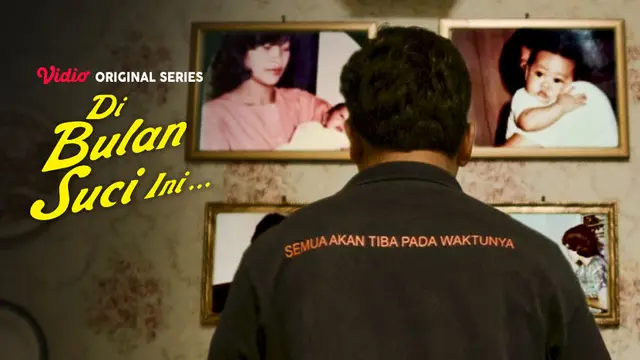 Vidio ORIGINAL SERIES
Di
Bulan
Suci Ini...
SEMUA AKAN TIBA PADA WAKTUNYA